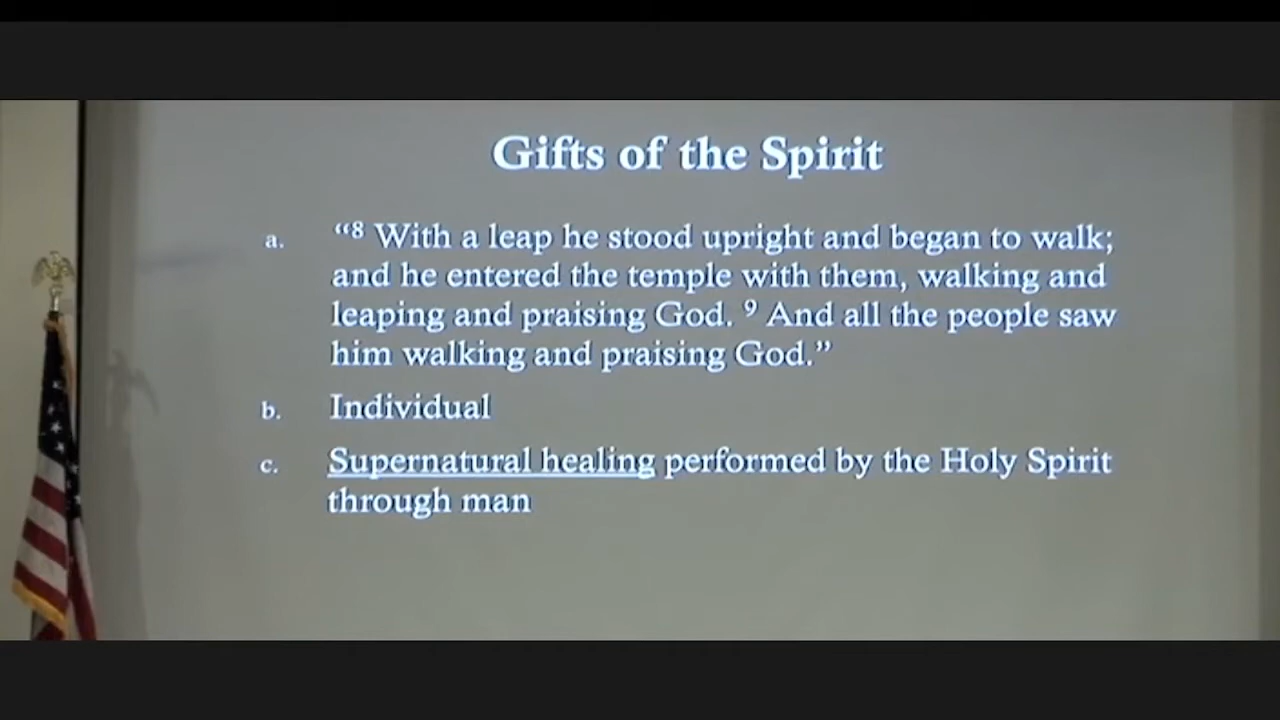 Gifts of the Spirit
a. “8 With a leap he stood upright and began to walk;
and he entered the temple with them, walking and
leaping and praising God. 9 And all the people saw
him walking and praising God.”
b. Individual
c. Supernatural healing performed by the Holy Spirit
through man